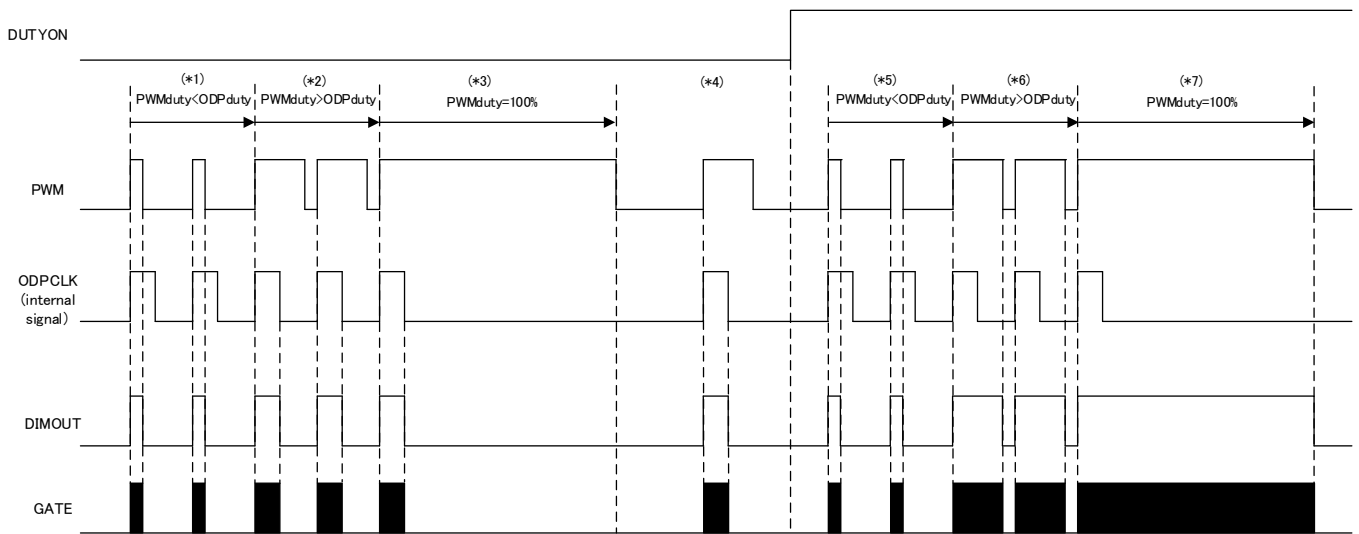 DUTYON
(*1)
PWMduty<ODPduty
(*2)
PWMduty>ODPduty
(*3)
PWMduty=100%
(*4)
(*5)
PWMduty<ODPduty
(*6)
PWMduty>ODPduty
(*7)
PWMduty=100%
PWM
ODPCLK
(internal
signal)
DIMOUT
GATE